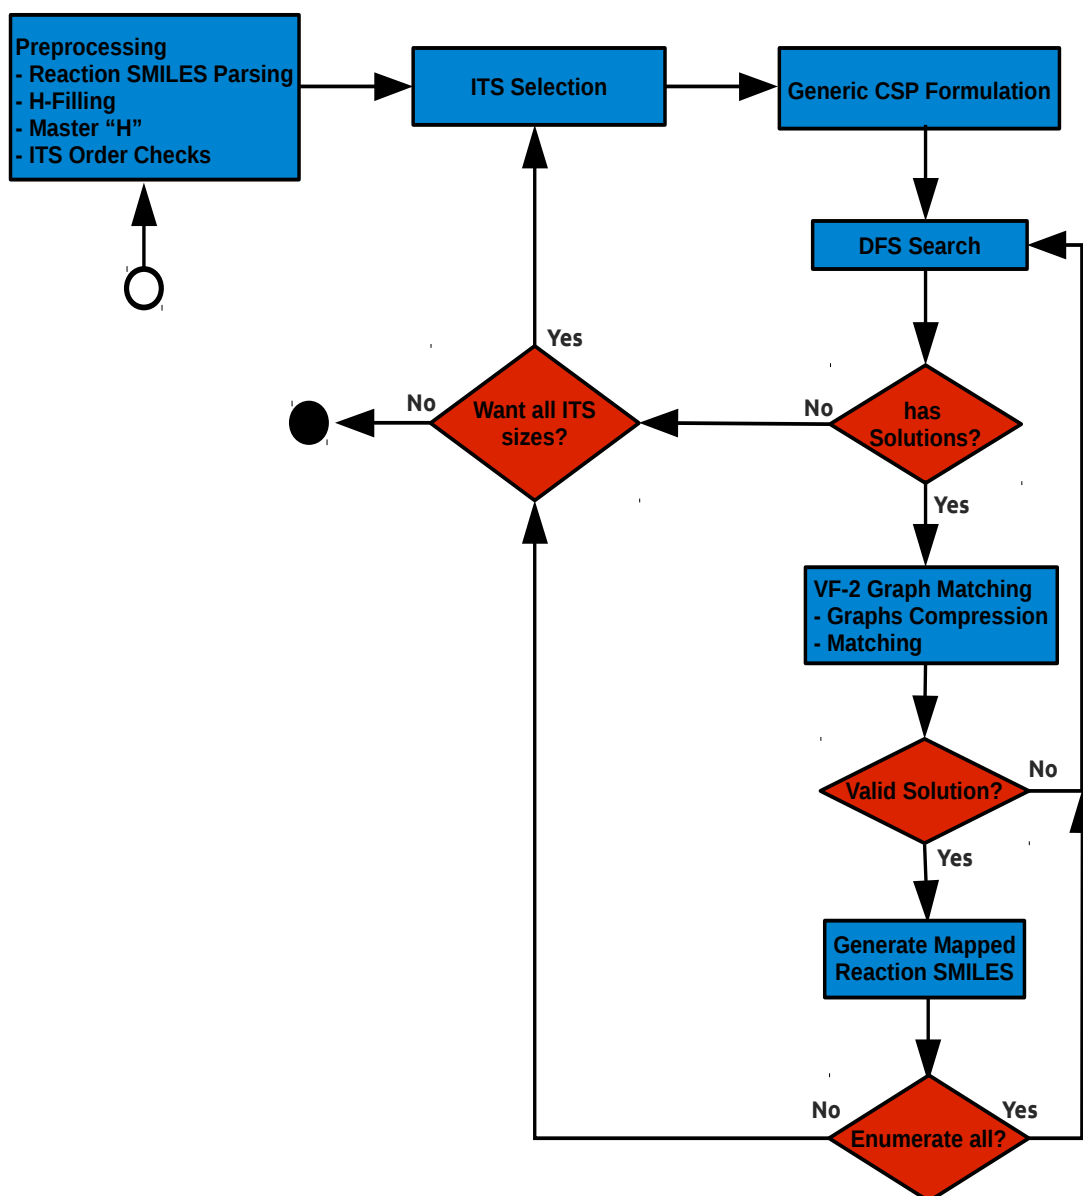 Preprocessing
- Reaction SMILES Parsing
- H-Filling
- Master “H”
- ITS Order Checks
ITS Selection
Generic CSP Formulation
DFS Search
Yes
No
Want all ITS
sizes?
No
has
Solutions?
Yes
VF-2 Graph Matching
- Graphs Compression
- Matching
Valid Solution?
No
Yes
Generate Mapped
Reaction SMILES
No
Yes
Enumerate all?